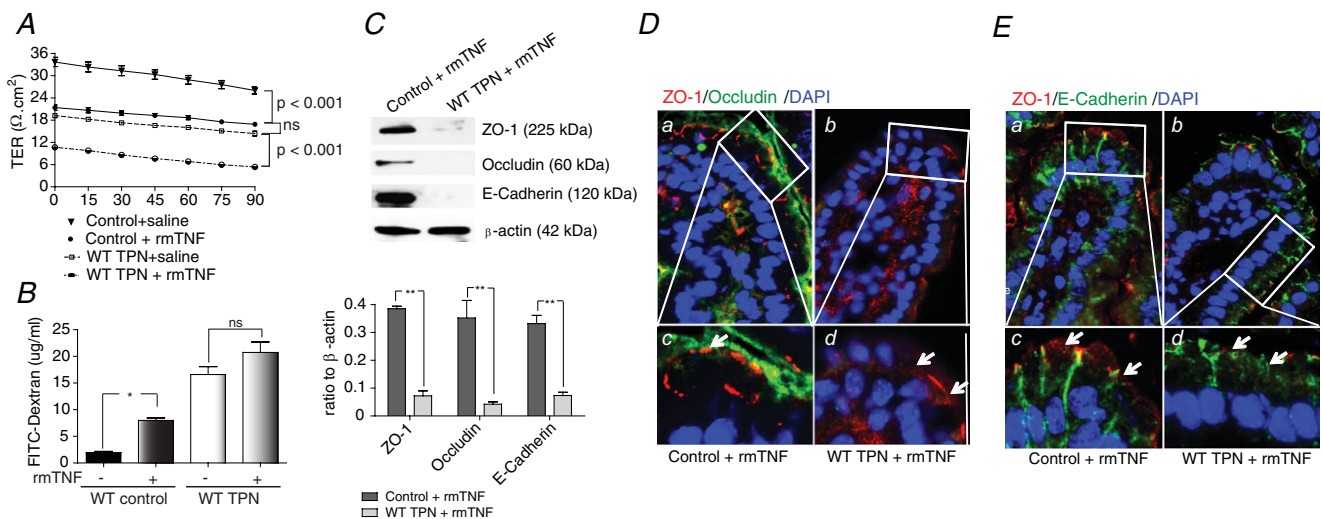 A
TER (Ω.cm²)
36
30
24
18
12
6
0
0 15 30 45 60 75 90
p < 0.001
ns
p < 0.001
Control+saline
Control + rmTNF
WT TPN+saline
WT TPN + rmTNF
B
FITC-Dextran (ug/ml)
25
20
15
10
5
0
*
ns
rmTNF - + - +
WT control WT TPN
C
Control + rmTNF
WT TPN + rmTNF
ZO-1 (225 kDa)
Occludin (60 kDa)
E-Cadherin (120 kDa)
β-actin (42 kDa)
ratio to β-actin
0.4
0.3
0.2
0.1
0
** ** **
ZO-1
Occludin
E-Cadherin
Control + rmTNF
WT TPN + rmTNF
D
ZO-1/Occludin /DAPI
a b
c d
Control + rmTNF WT TPN + rmTNF
E
ZO-1/E-Cadherin /DAPI
a b
c d
Control + rmTNF WT TPN + rmTNF